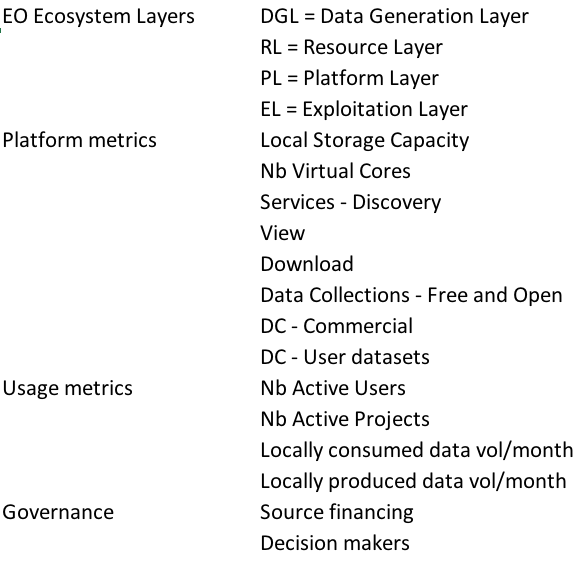 EO Ecosystem Layers DGL = Data Generation Layer
RL = Resource Layer
PL = Platform Layer
EL = Exploitation Layer
Platform metrics Local Storage Capacity
Nb Virtual Cores
Services - Discovery
View
Download
Data Collections - Free and Open
DC - Commercial
DC - User datasets
Usage metrics Nb Active Users
Nb Active Projects
Locally consumed data vol/month
Locally produced data vol/month
Governance Source financing
Decision makers